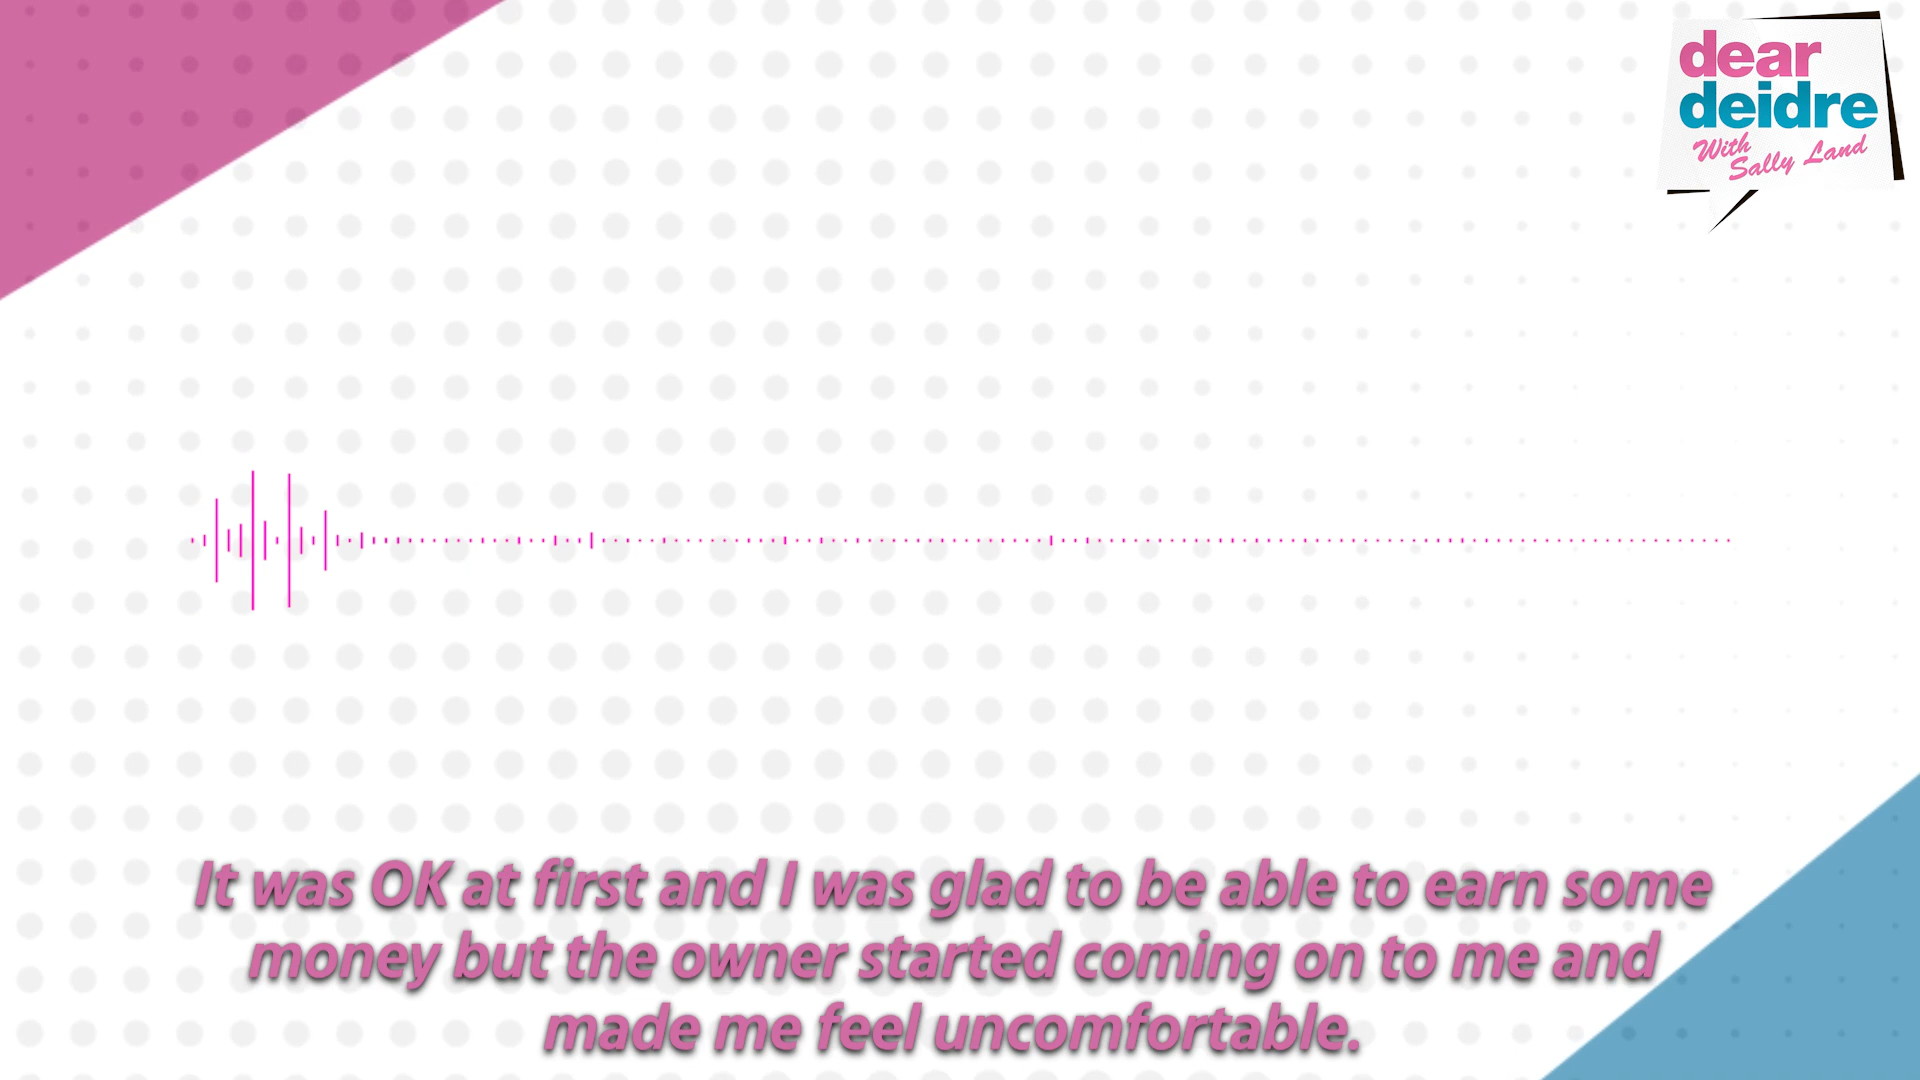 dear
deidre
With
Sally Land
It was OK at first and I was glad to be able to earn some
money but the owner started coming on to me and
made me feel uncomfortable.